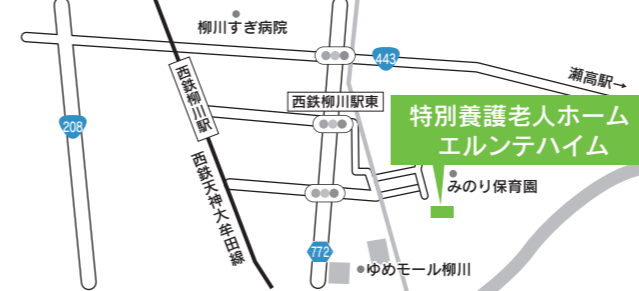 柳川すぎ病院
443
瀬高駅→
西鉄柳川駅
西鉄柳川駅東
208
特別養護老人ホーム
エルンテハイム
西鉄天神大牟田線
みのり保育園
772
ゆめモール柳川